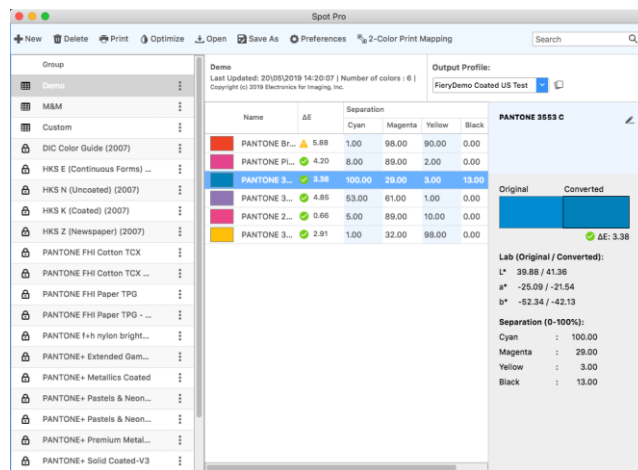 Spot Pro
New Delete Print Optimize Open Save As Preferences 2-Color Print Mapping Search
Group
Demo
M&M
Custom
DIC Color Guide (2007)
HKS E (Continuous Forms) ...
HKS N (Uncoated) (2007)
HKS K (Coated) (2007)
HKS Z (Newspaper) (2007)
PANTONE FHI Cotton TCX
PANTONE FHI Cotton TCX ...
PANTONE FHI Paper TPG
PANTONE FHI Paper TPG - ...
PANTONE f+h nylon bright...
PANTONE+ Extended Gam...
PANTONE+ Metallics Coated
PANTONE+ Pastels & Neon...
PANTONE+ Pastels & Neon...
PANTONE+ Premium Metal...
PANTONE+ Solid Coated-V3
Demo
Last Updated: 20\05\2019 14:20:07 | Number of colors : 6 |
Copyright (c) 2019 Electronics for Imaging, Inc.
Output Profile:
FieryDemo Coated US Test
Name ΔE Separation
Cyan Magenta Yellow Black
PANTONE Br... 5.88 1.00 98.00 90.00 0.00
PANTONE Pi... 4.20 8.00 89.00 2.00 0.00
PANTONE 3... 3.38 100.00 29.00 3.00 13.00
PANTONE 3... 4.85 53.00 61.00 1.00 0.00
PANTONE 2... 0.66 5.00 89.00 10.00 0.00
PANTONE 3... 2.91 1.00 32.00 98.00 0.00
PANTONE 3553 C
Original Converted
ΔE: 3.38
Lab (Original / Converted):
L* 39.88 / 41.36
a* -25.09 / -21.54
b* -52.34 / -42.13
Separation (0-100%):
Cyan : 100.00
Magenta : 29.00
Yellow : 3.00
Black : 13.00